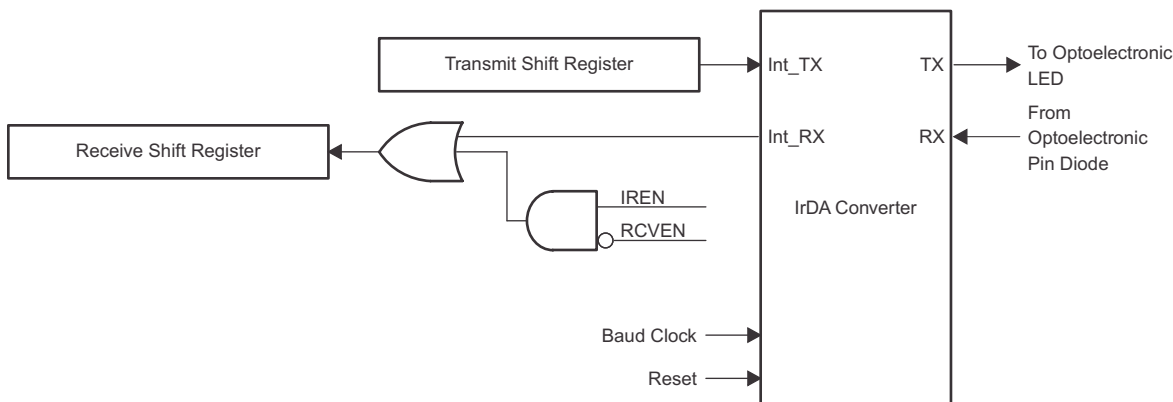 Transmit Shift Register
Int_TX
TX
To Optoelectronic
LED
Receive Shift Register
Int_RX
RX
From
Optoelectronic
Pin Diode
IREN
RCVEN
IrDA Converter
Baud Clock
Reset